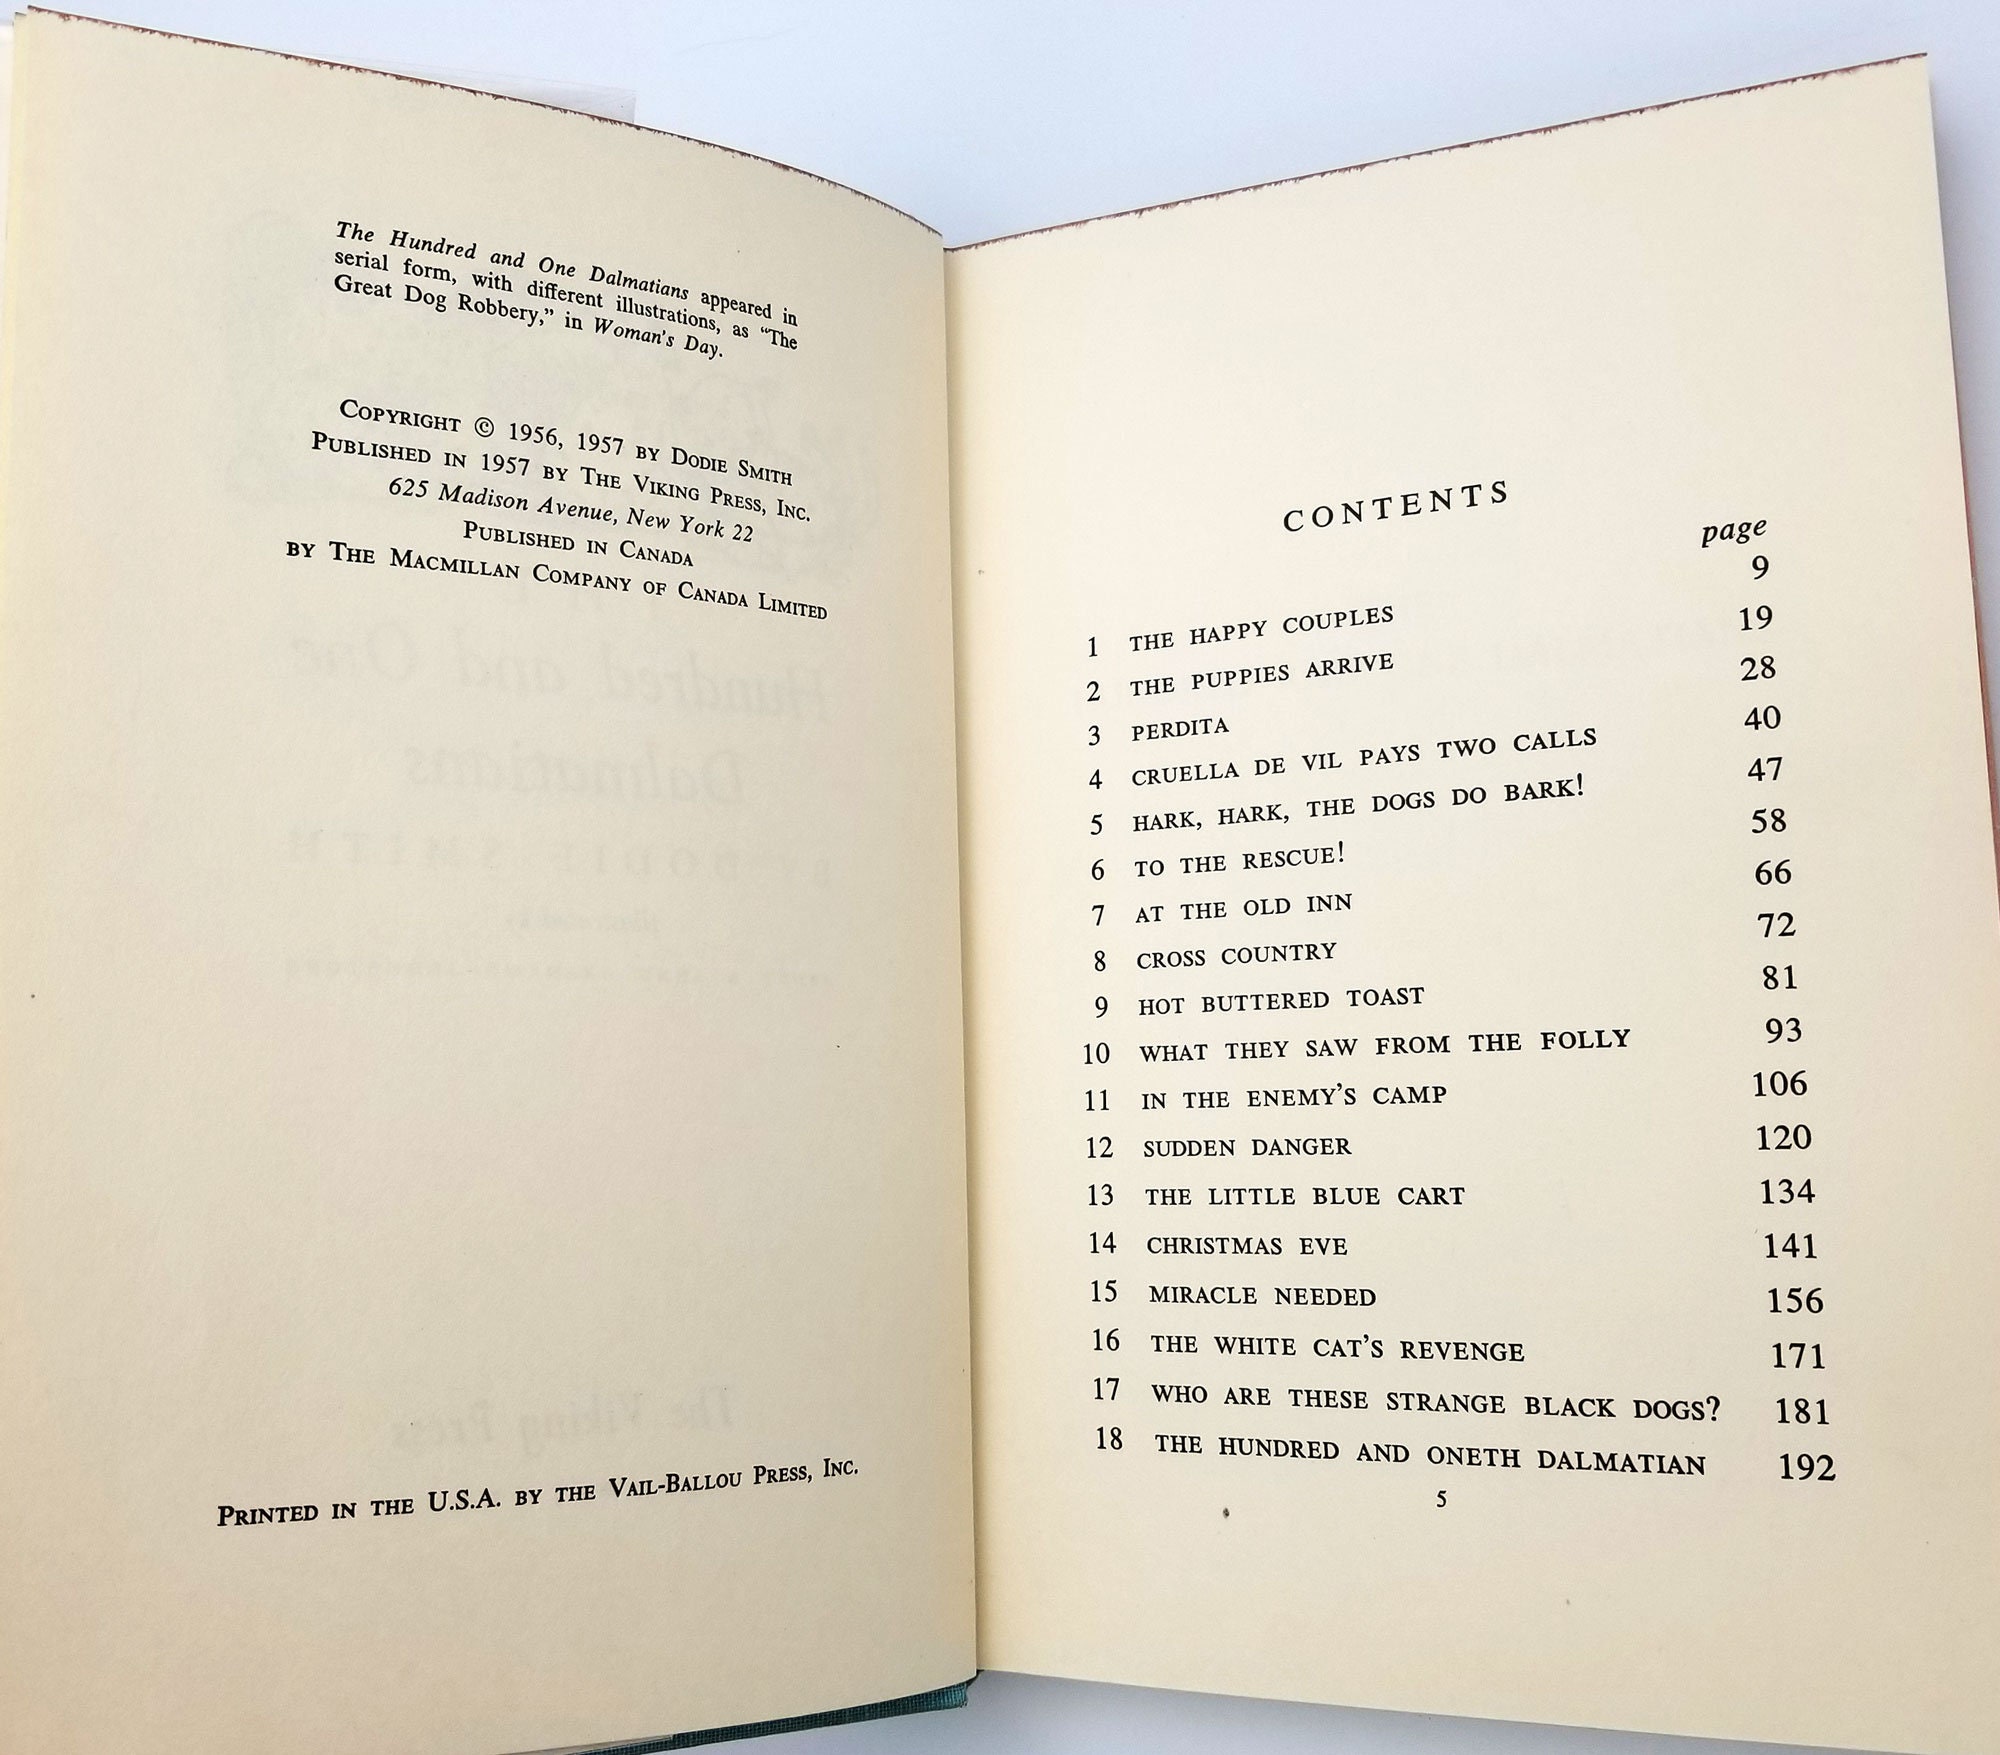 The Hundred and One Dalmatians appeared in
serial form, with different illustrations, as “The
Great Dog Robbery,” in Woman's Day.
COPYRIGHT © 1956, 1957 BY DODIE SMITH
PUBLISHED IN 1957 BY THE VIKING PRESS, INC.
625 Madison Avenue, New York 22
PUBLISHED IN CANADA
BY THE MACMILLAN COMPANY OF CANADA LIMITED
PRINTED IN THE U.S.A. BY THE VAIL-BALLOU PRESS, INC.
CONTENTS
page
1 THE HAPPY COUPLES 9
2 THE PUPPIES ARRIVE 19
3 PERDITA 28
4 CRUELLA DE VIL PAYS TWO CALLS 40
5 HARK, HARK, THE DOGS DO BARK! 47
6 TO THE RESCUE! 58
7 AT THE OLD INN 66
8 CROSS COUNTRY 72
9 HOT BUTTERED TOAST 81
10 WHAT THEY SAW FROM THE FOLLY 93
11 IN THE ENEMY'S CAMP 106
12 SUDDEN DANGER 120
13 THE LITTLE BLUE CART 134
14 CHRISTMAS EVE 141
15 MIRACLE NEEDED 156
16 THE WHITE CAT'S REVENGE 171
17 WHO ARE THESE STRANGE BLACK DOGS? 181
18 THE HUNDRED AND ONETH DALMATIAN 192
5